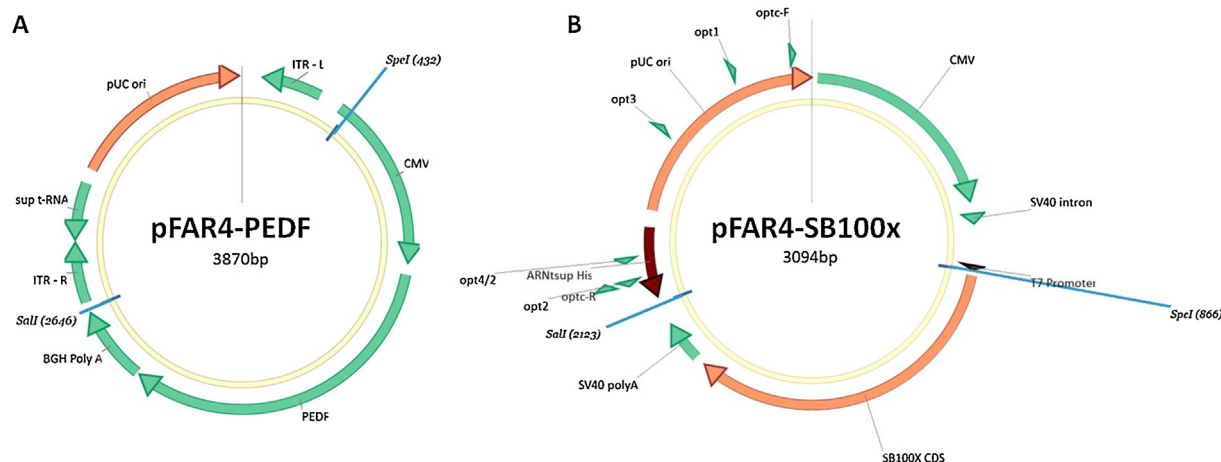 A
ITR - L
SpeI (432)
pUC ori
CMV
sup t-RNA
pFAR4-PEDF
3870bp
ITR - R
SalI (2646)
BGH Poly A
PEDF
B
optc-F
opt1
pUC ori
CMV
opt3
SV40 intron
pFAR4-SB100x
3094bp
opt4/2
ARNtsup His
T7 Promoter
opt2
optc-R
SpeI (866)
SalI (2123)
SV40 polyA
SB100X CDS